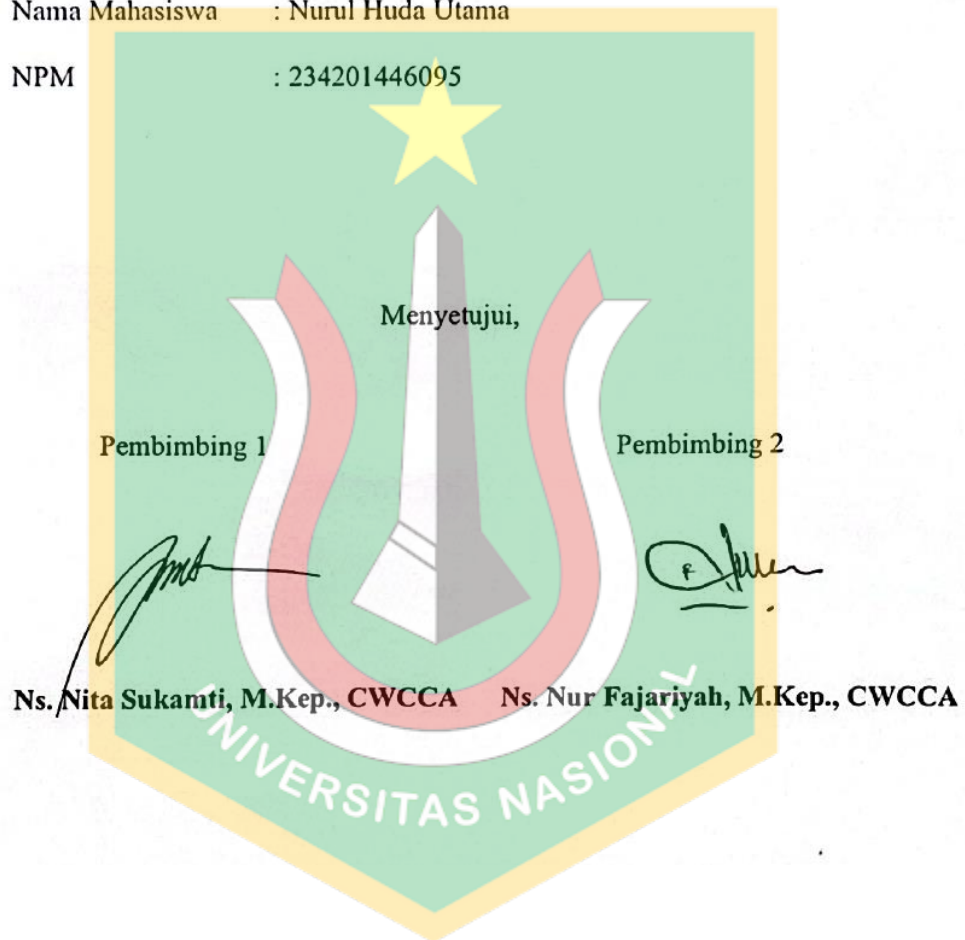 Nama Mahasiswa : Nurul Huda Utama
NPM : 234201446095
Menyetujui,
Pembimbing 1 Pembimbing 2
Ns. Nita Sukamti, M.Kep., CWCCA Ns. Nur Fajariyah, M.Kep., CWCCA
UNIVERSITAS NASIONAL